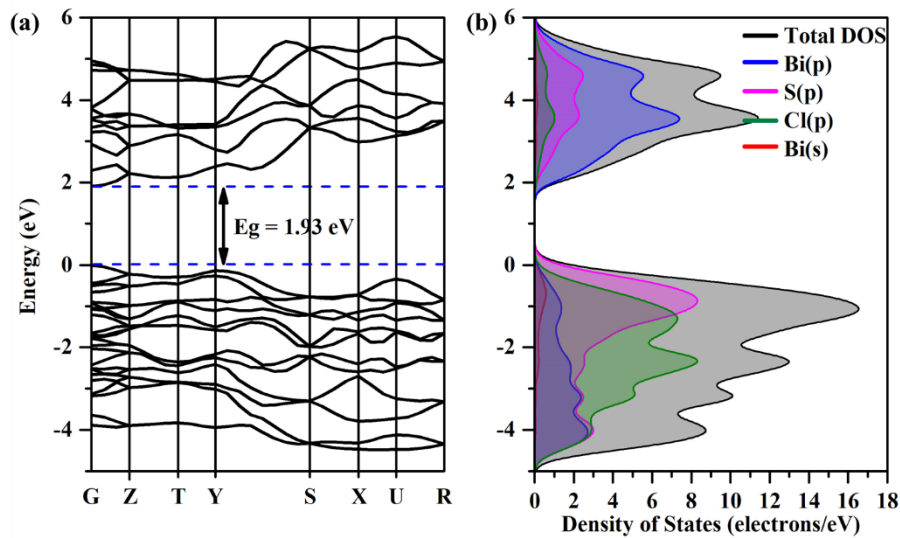 (a)
6
4
2
0
-2
-4
Energy (eV)
Eg = 1.93 eV
G Z T Y S X U R
(b)
Total DOS
Bi(p)
S(p)
Cl(p)
Bi(s)
0 2 4 6 8 10 12 14 16 18
Density of States (electrons/eV)